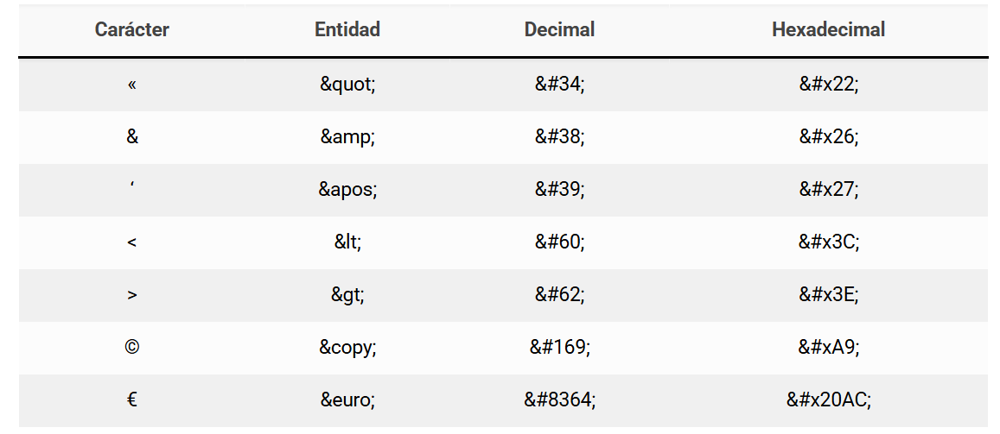 Carácter Entidad Decimal Hexadecimal
« &quot; &#34; &#x22;
& &amp; &#38; &#x26;
‘ &apos; &#39; &#x27;
< &lt; &#60; &#x3C;
> &gt; &#62; &#x3E;
© &copy; &#169; &#xA9;
€ &euro; &#8364; &#x20AC;